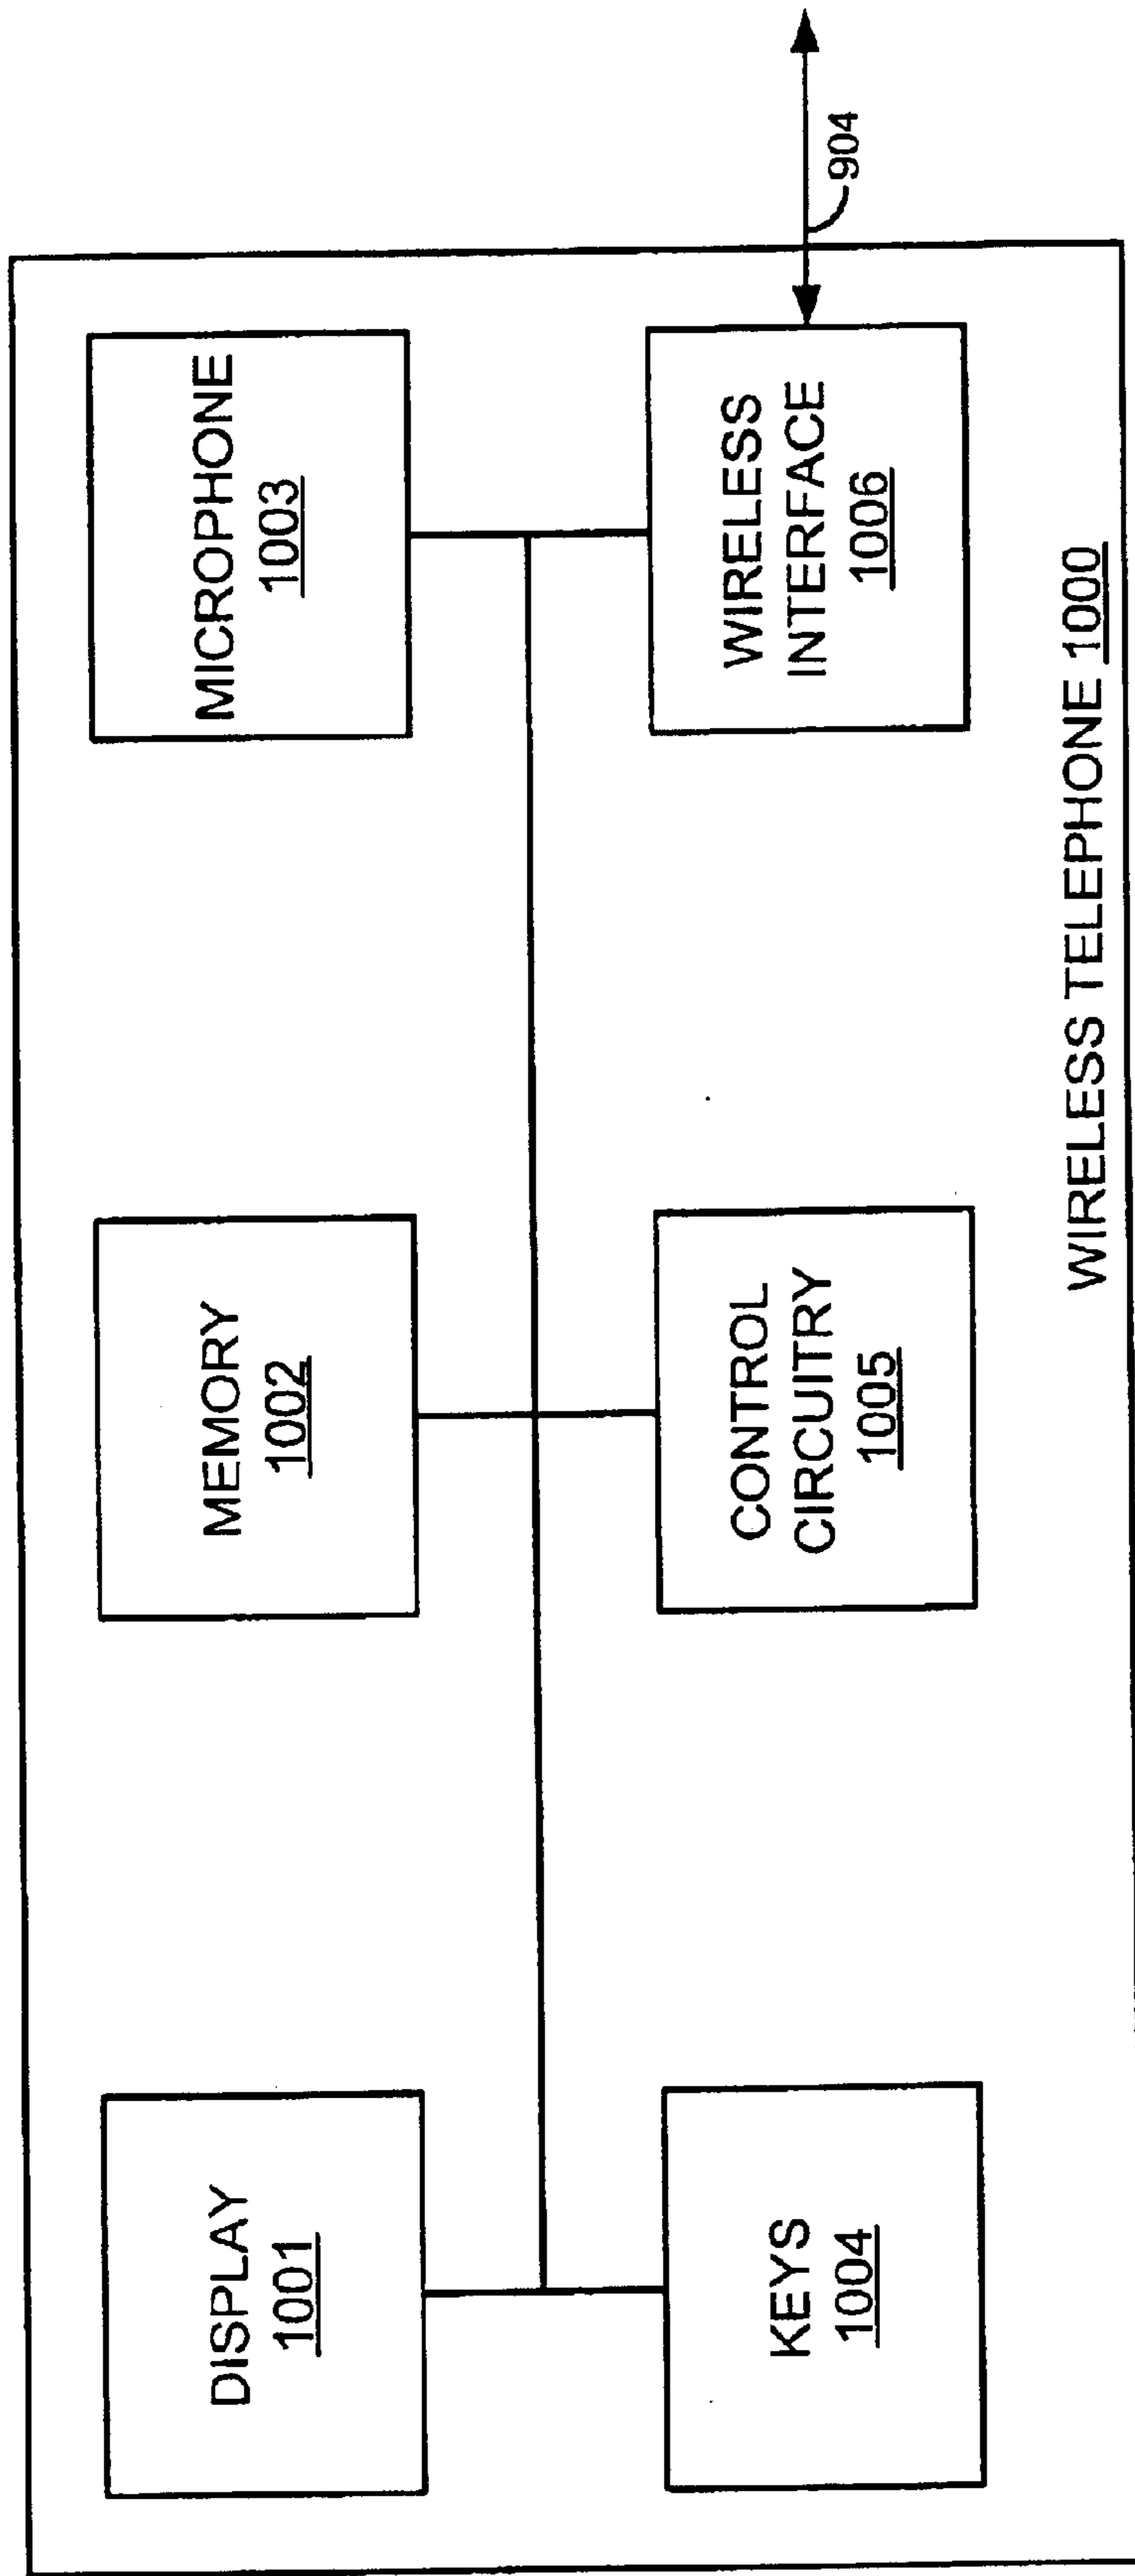 DISPLAY
1001
MEMORY
1002
MICROPHONE
1003
KEYS
1004
CONTROL
CIRCUITRY
1005
WIRELESS
INTERFACE
1006
904
WIRELESS TELEPHONE 1000